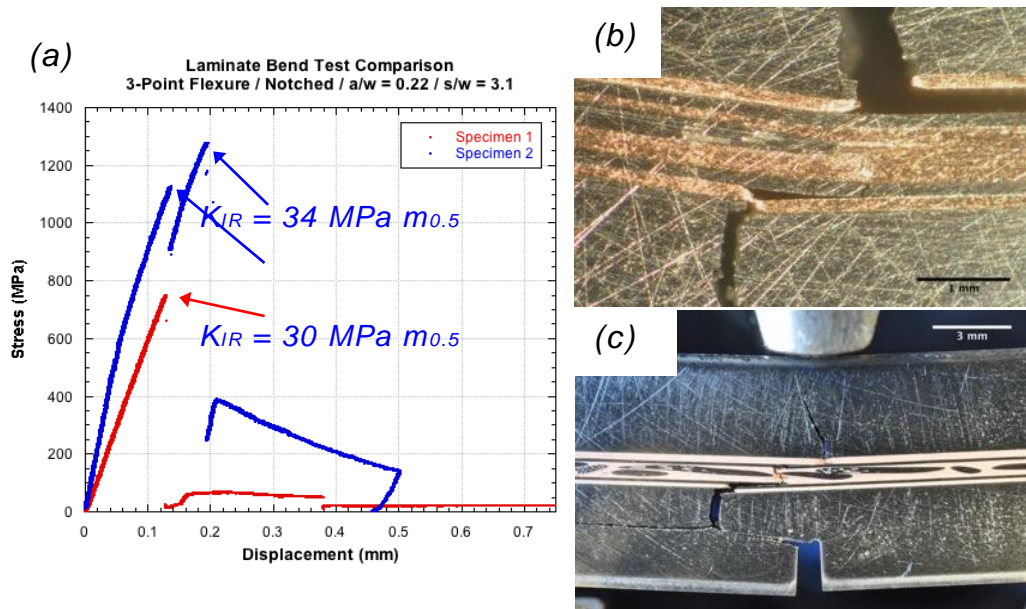 (a)
Laminate Bend Test Comparison
3-Point Flexure / Notched / a/w = 0.22 / s/w = 3.1
1400
1200
1000
800
600
400
200
0
Stress (MPa)
Specimen 1
Specimen 2
KIR = 34 MPa m0.5
KIR = 30 MPa m0.5
0 0.1 0.2 0.3 0.4 0.5 0.6 0.7
Displacement (mm)
(b)
1 mm
(c)
3 mm